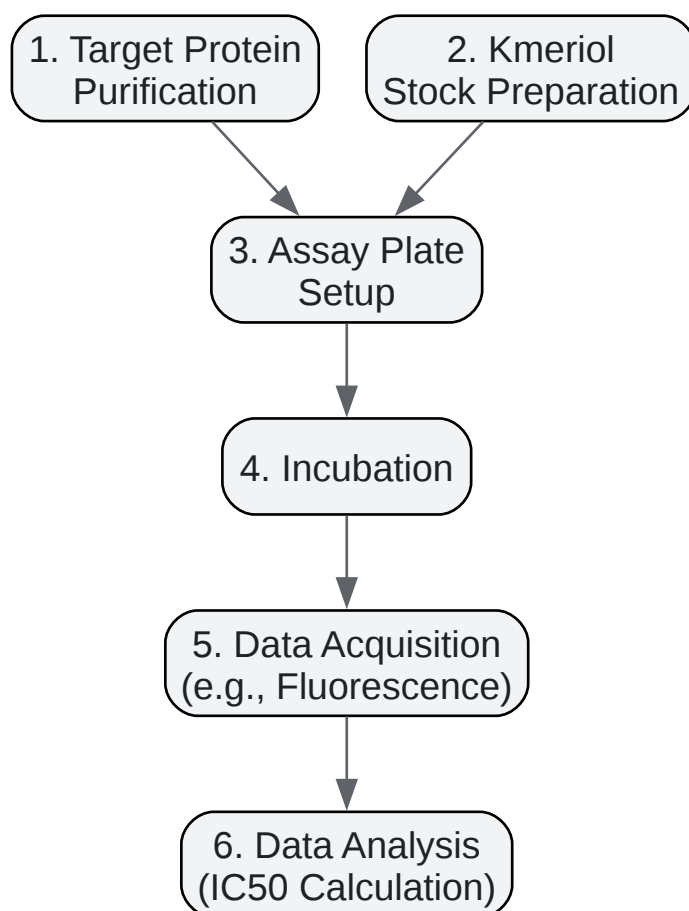 1. Target Protein
Purification
2. Kmeriol
Stock Preparation
3. Assay Plate
Setup
4. Incubation
5. Data Acquisition
(e.g., Fluorescence)
6. Data Analysis
(IC50 Calculation)